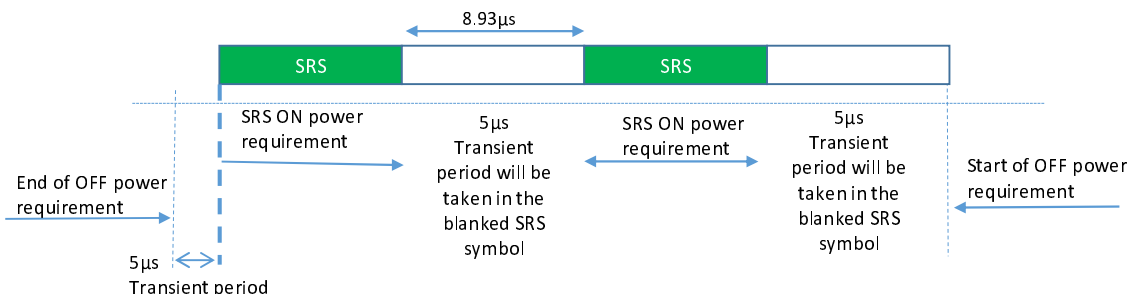 8.93µs
SRS
SRS
SRS ON power
requirement
5µs
Transient
period will be
taken in the
blanked SRS
symbol
SRS ON power
requirement
5µs
Transient
period will be
taken in the
blanked SRS
symbol
End of OFF power
requirement
Start of OFF power
requirement
5µs
Transient period